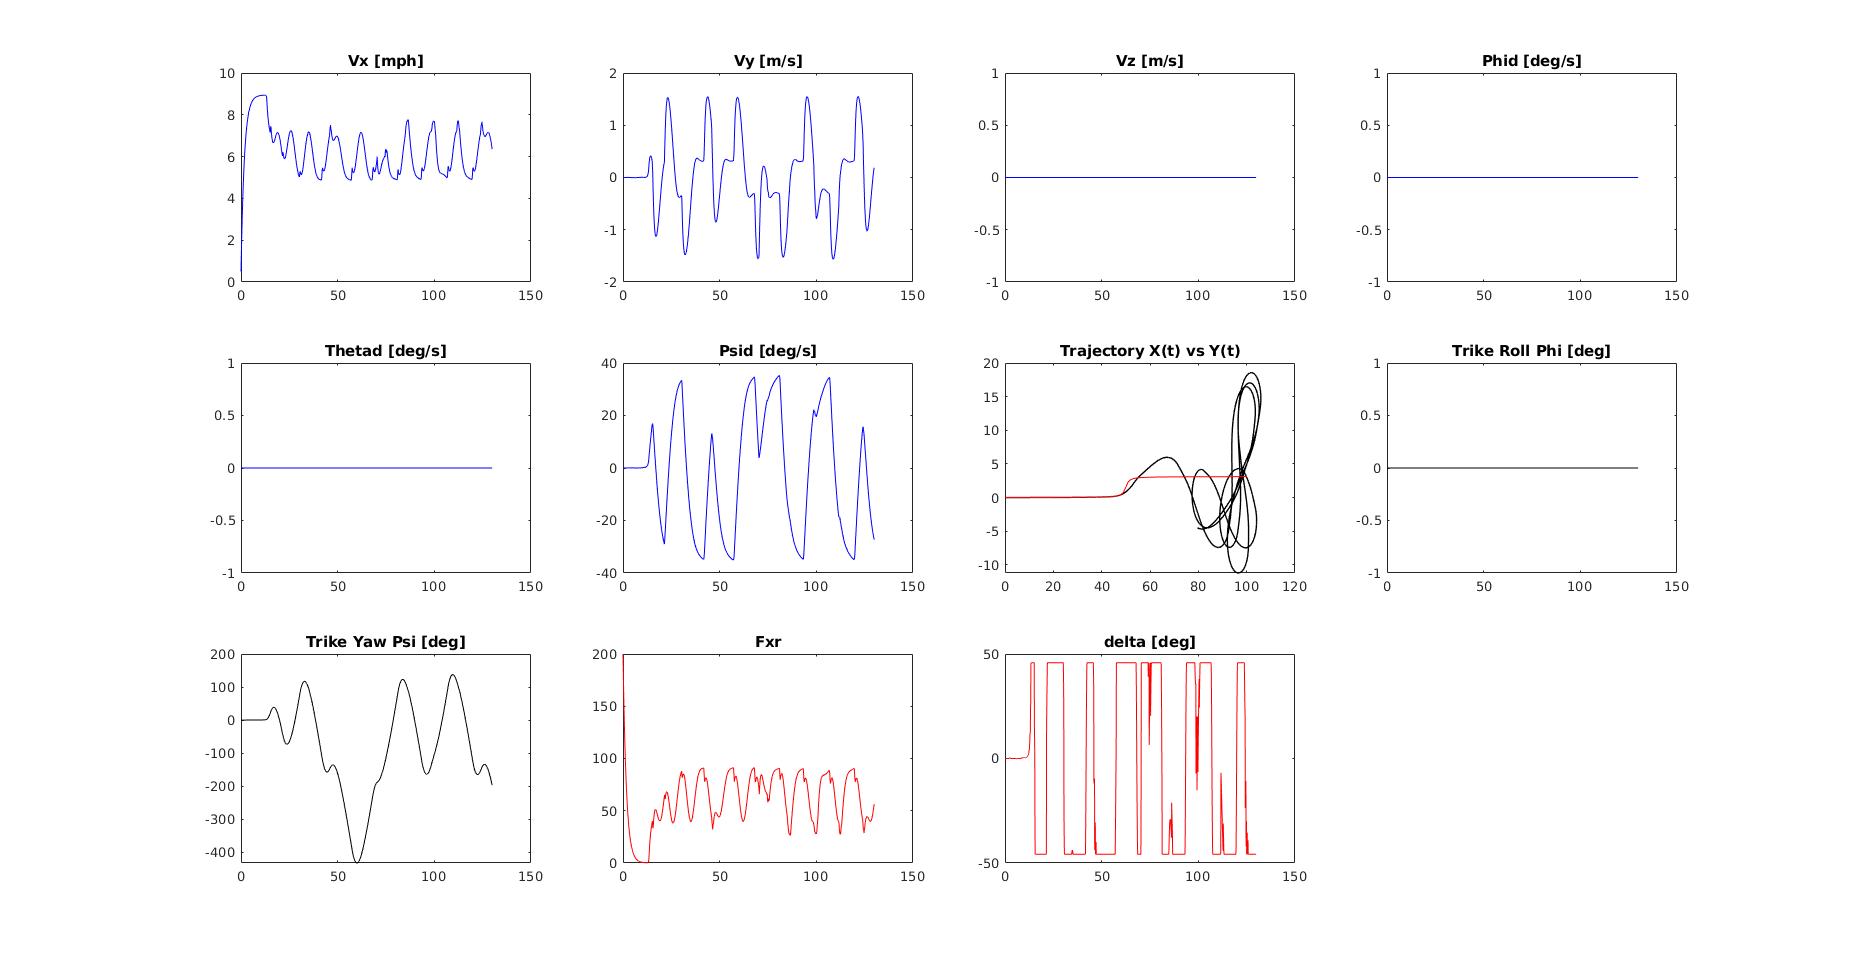 Vx [mph]
10
8
6
4
2
0
0 50 100 150
Vy [m/s]
2
1
0
-1
-2
0 50 100 150
Vz [m/s]
1
0.5
0
-0.5
-1
0 50 100 150
Phid [deg/s]
1
0.5
0
-0.5
-1
0 50 100 150
Thetad [deg/s]
1
0.5
0
-0.5
-1
0 50 100 150
Psid [deg/s]
40
20
0
-20
-40
0 50 100 150
Trajectory X(t) vs Y(t)
20
15
10
5
0
-5
-10
0 20 40 60 80 100 120
Trike Roll Phi [deg]
1
0.5
0
-0.5
-1
0 50 100 150
Trike Yaw Psi [deg]
200
100
0
-100
-200
-300
-400
0 50 100 150
Fxr
200
150
100
50
0
0 50 100 150
delta [deg]
50
0
-50
0 50 100 150